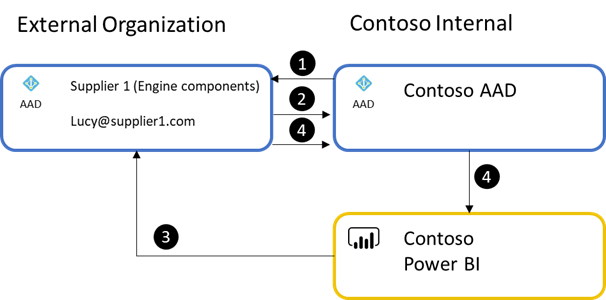 External Organization
Contoso Internal
1
Supplier 1 (Engine components)
AAD
Lucy@supplier1.com
2
4
AAD
Contoso AAD
4
3
Contoso
Power BI